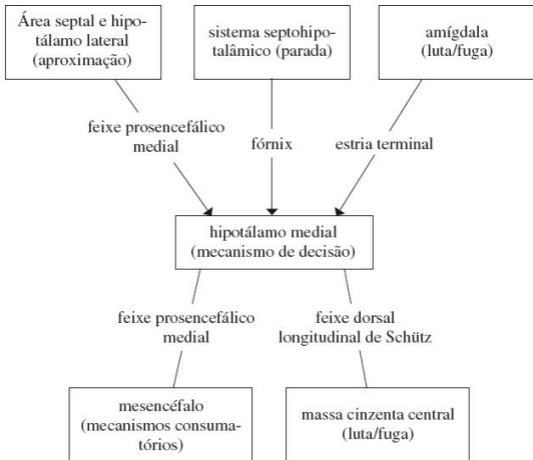 Área septal e hipo-
tálamo lateral
(aproximação)
sistema septohipo-
talâmico (parada)
amígdala
(luta/fuga)
feixe prosencefálico
medial
fórnix
estria terminal
hipotálamo medial
(mecanismo de decisão)
feixe prosencefálico
medial
feixe dorsal
longitudinal de Schütz
mesencéfalo
(mecanismos consuma-
tórios)
massa cinzenta central
(luta/fuga)